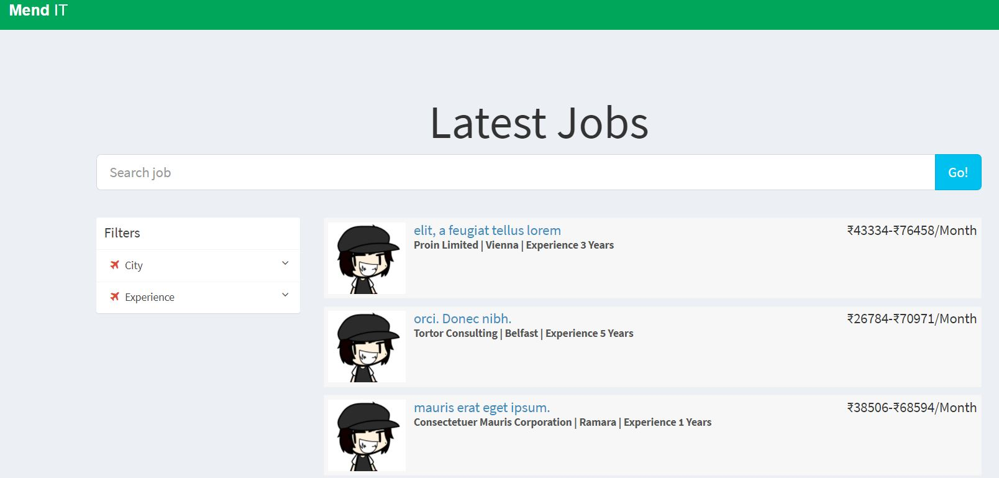 Mend IT
Latest Jobs
Search job
Go!
Filters
City
Experience
elit, a feugiat tellus lorem
₹43334-₹76458/Month
Proin Limited | Vienna | Experience 3 Years
orci. Donec nibh.
₹26784-₹70971/Month
Tortor Consulting | Belfast | Experience 5 Years
mauris erat eget ipsum.
₹38506-₹68594/Month
Consectetuer Mauris Corporation | Ramara | Experience 1 Years